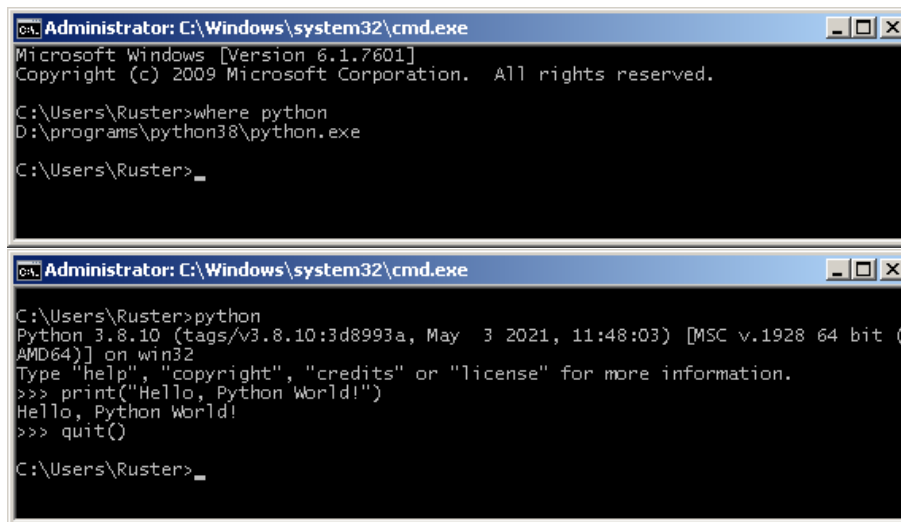 Administrator: C:\Windows\system32\cmd.exe
Microsoft Windows [Version 6.1.7601]
Copyright (c) 2009 Microsoft Corporation.  All rights reserved.
C:\Users\Ruster>where python
D:\programs\python38\python.exe
C:\Users\Ruster>_
Administrator: C:\Windows\system32\cmd.exe
C:\Users\Ruster>python
Python 3.8.10 (tags/v3.8.10:3d8993a, May  3 2021, 11:48:03) [MSC v.1928 64 bit (
AMD64)] on win32
Type "help", "copyright", "credits" or "license" for more information.
>>> print("Hello, Python World!")
Hello, Python World!
>>> quit()
C:\Users\Ruster>_